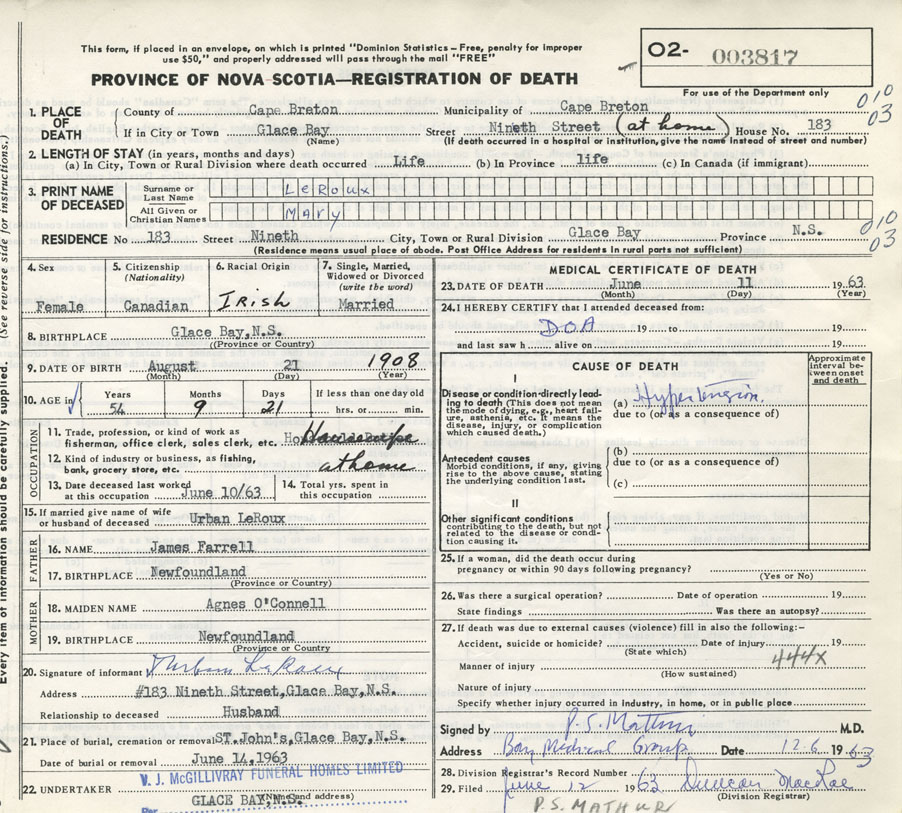 This form, if placed in an envelope, on which is printed "Dominion Statistics — Free, penalty for improper
use $50," and properly addressed will pass through the mail "FREE"
PROVINCE OF NOVA SCOTIA—REGISTRATION OF DEATH
O2- 003817
For use of the Department only
010
03
1. PLACE OF DEATH County of Cape Breton Municipality of Cape Breton
If in City or Town Glace Bay Street Nineth Street (at home) House No. 183
(Name) (If death occurred in a hospital or institution, give the name instead of street and number)
2. LENGTH OF STAY (in years, months and days)
(a) In City, Town or Rural Division where death occurred Life (b) In Province life (c) In Canada (if immigrant)
3. PRINT NAME OF DECEASED
Surname or Last Name LeRoux
All Given or Christian Names MARY
010
03
RESIDENCE No 183 Street Nineth City, Town or Rural Division Glace Bay Province N.S.
(Residence means usual place of abode. Post Office Address for residents in rural parts not sufficient)
4. Sex 5. Citizenship (Nationality) 6. Racial Origin 7. Single, Married, Widowed or Divorced (write the word)
Female Canadian IRISH Married
8. BIRTHPLACE Glace Bay,N.S.
(Province or Country)
9. DATE OF BIRTH August 21 1908
(Month) (Day) (Year)
10. AGE in Years Months Days If less than one day old
54 9 21 hrs. or min.
OCCUPATION
11. Trade, profession, or kind of work as
fisherman, office clerk, sales clerk, etc. Housewife
12. Kind of industry or business, as fishing,
bank, grocery store, etc. at home
13. Date deceased last worked at this occupation June 10/63 14. Total yrs. spent in this occupation
15. If married give name of wife or husband of deceased Urban LeRoux
FATHER
16. NAME James Farrell
17. BIRTHPLACE Newfoundland
(Province or Country)
MOTHER
18. MAIDEN NAME Agnes O'Connell
19. BIRTHPLACE Newfoundland
(Province or Country)
20. Signature of informant Urban LeRoux
Address #183 Nineth Street,Glace Bay,N.S.
Relationship to deceased Husband
21. Place of burial, cremation or removal ST.John's,Glace Bay,N.S.
Date of burial or removal June 14,1963
W. J. McGILLIVRAY FUNERAL HOMES LIMITED
22. UNDERTAKER GLACE BAY,N.S.
(Name and address)
Per
MEDICAL CERTIFICATE OF DEATH
23. DATE OF DEATH June 11 1963
(Month) (Day) (Year)
24. I HEREBY CERTIFY that I attended deceased from:
DOA 19 to 19
and last saw h alive on 19
CAUSE OF DEATH
Approximate interval between onset and death
I
Disease or condition directly leading to death (This does not mean the mode of dying, e.g., heart failure, asthenia, etc. It means the disease, injury, or complication which caused death.)
(a) Hypertension
due to (or as a consequence of)
Antecedent causes
Morbid conditions, if any, giving rise to the above cause, stating the underlying condition last.
(b)
due to (or as a consequence of)
(c)
II
Other significant conditions contributing to the death, but not related to the disease or condition causing it.
25. If a woman, did the death occur during
pregnancy or within 90 days following pregnancy?
(Yes or No)
26. Was there a surgical operation? Date of operation 19
State findings Was there an autopsy?
27. If death was due to external causes (violence) fill in also the following:-
Accident, suicide or homicide? Date of injury 19
(State which)
444X
Manner of injury
(How sustained)
Nature of injury
Specify whether injury occurred in Industry, in home, or in public place
Signed by P.S. Mathur M.D.
Address Bay Medical Group Date 12.6 1963
28. Division Registrar's Record Number
29. Filed June 12 1963 Duncan MacRae
(Division Registrar)
P.S. MATHUR
Every item of information should be carefully supplied. (See reverse side for instructions.)